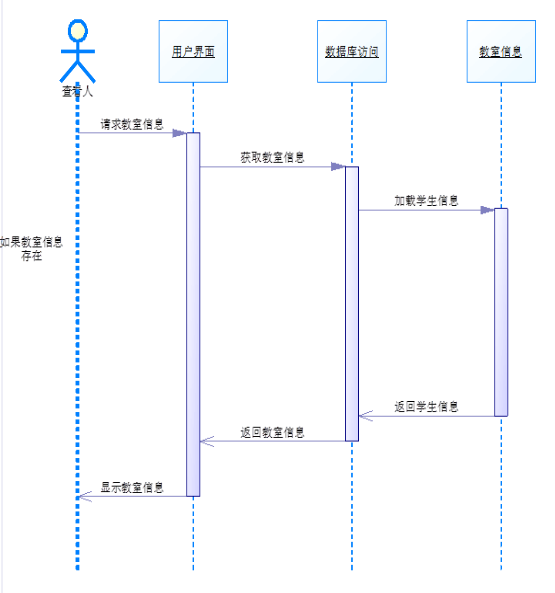 用户界面
数据库访问
教室信息
查看人
请求教室信息
获取教室信息
加载学生信息
如果教室信息
存在
返回学生信息
返回教室信息
显示教室信息